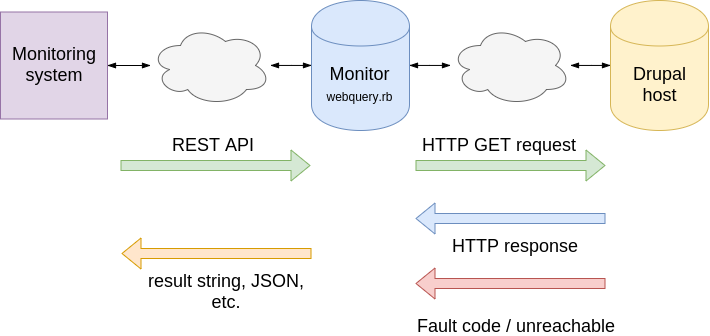 Monitoring
system
Monitor
webquery.rb
Drupal
host
REST API
HTTP GET request
HTTP response
result string, JSON,
etc.
Fault code / unreachable